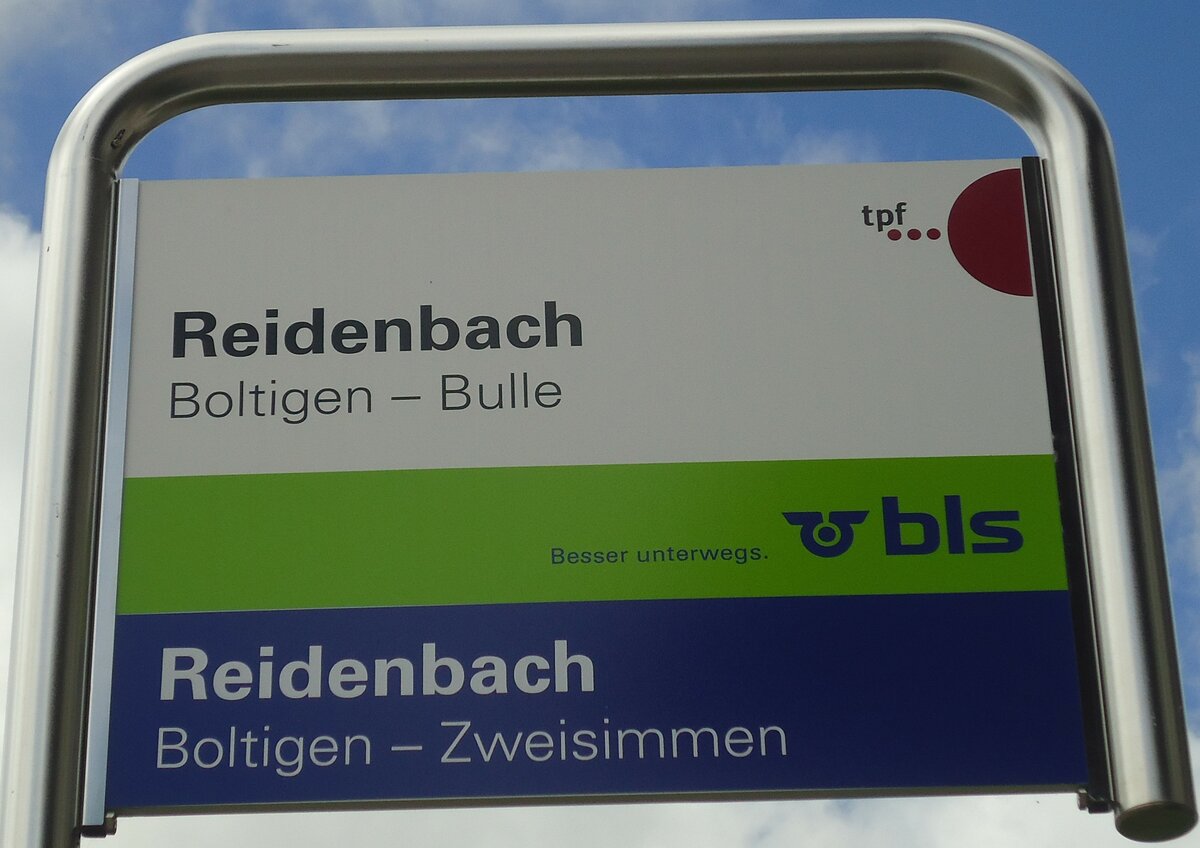 tpf
Reidenbach
Boltigen – Bulle
Besser unterwegs. bls
Reidenbach
Boltigen – Zweisimmen